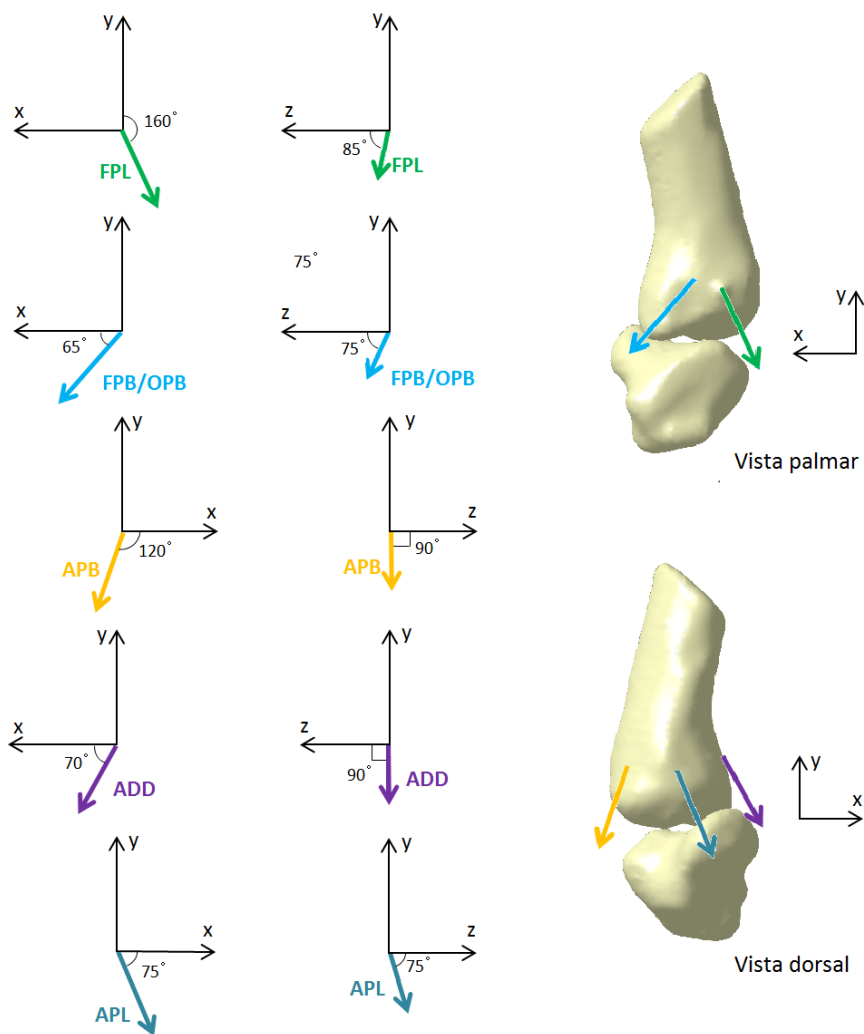 y
x
160°
FPL
y
z
85°
FPL
y
x
65°
FPB/OPB
75°
y
z
75°
FPB/OPB
y
x
Vista palmar
y
x
120°
APB
y
z
90°
APB
y
x
70°
ADD
y
z
90°
ADD
y
x
Vista dorsal
y
x
75°
APL
y
z
75°
APL